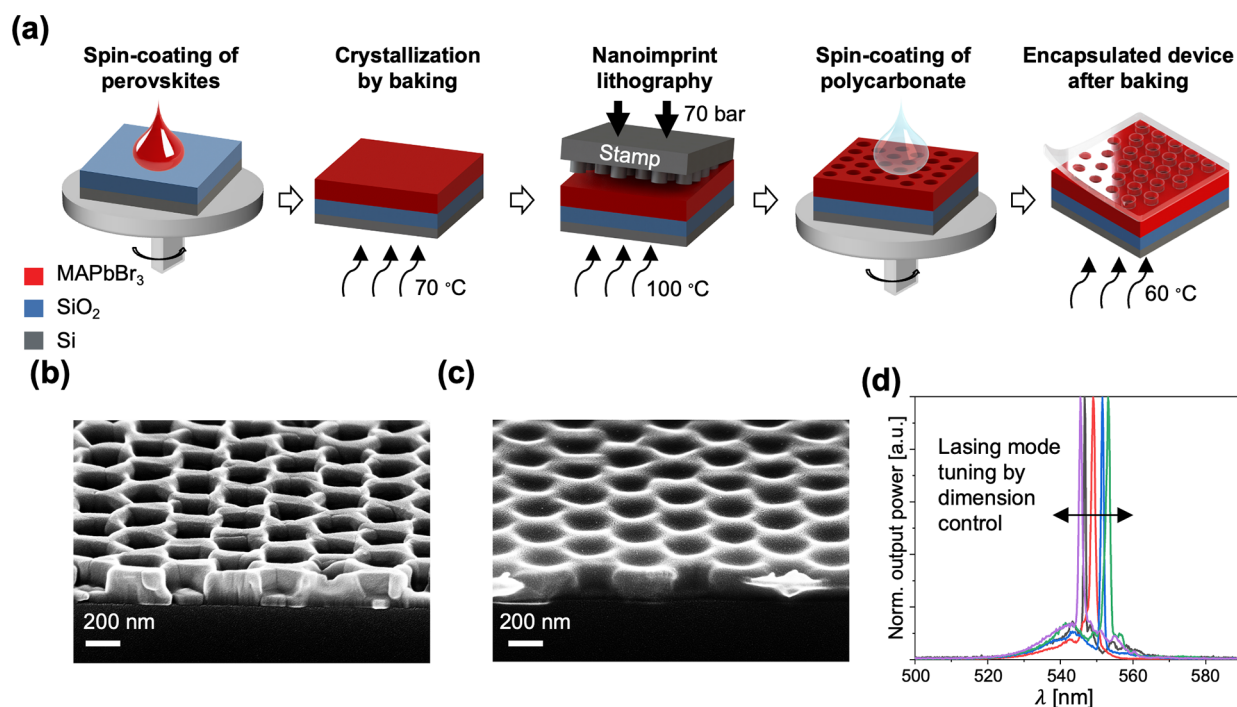 (a)
Spin-coating of
perovskites
Crystallization
by baking
Nanoimprint
lithography
Spin-coating of
polycarbonate
Encapsulated device
after baking
70 bar
Stamp
70 °C
100 °C
60 °C
MAPbBr₃
SiO₂
Si
(b)
(c)
(d)
200 nm
200 nm
Norm. output power [a.u.]
Lasing mode
tuning by
dimension
control
500
520
540
560
580
λ [nm]